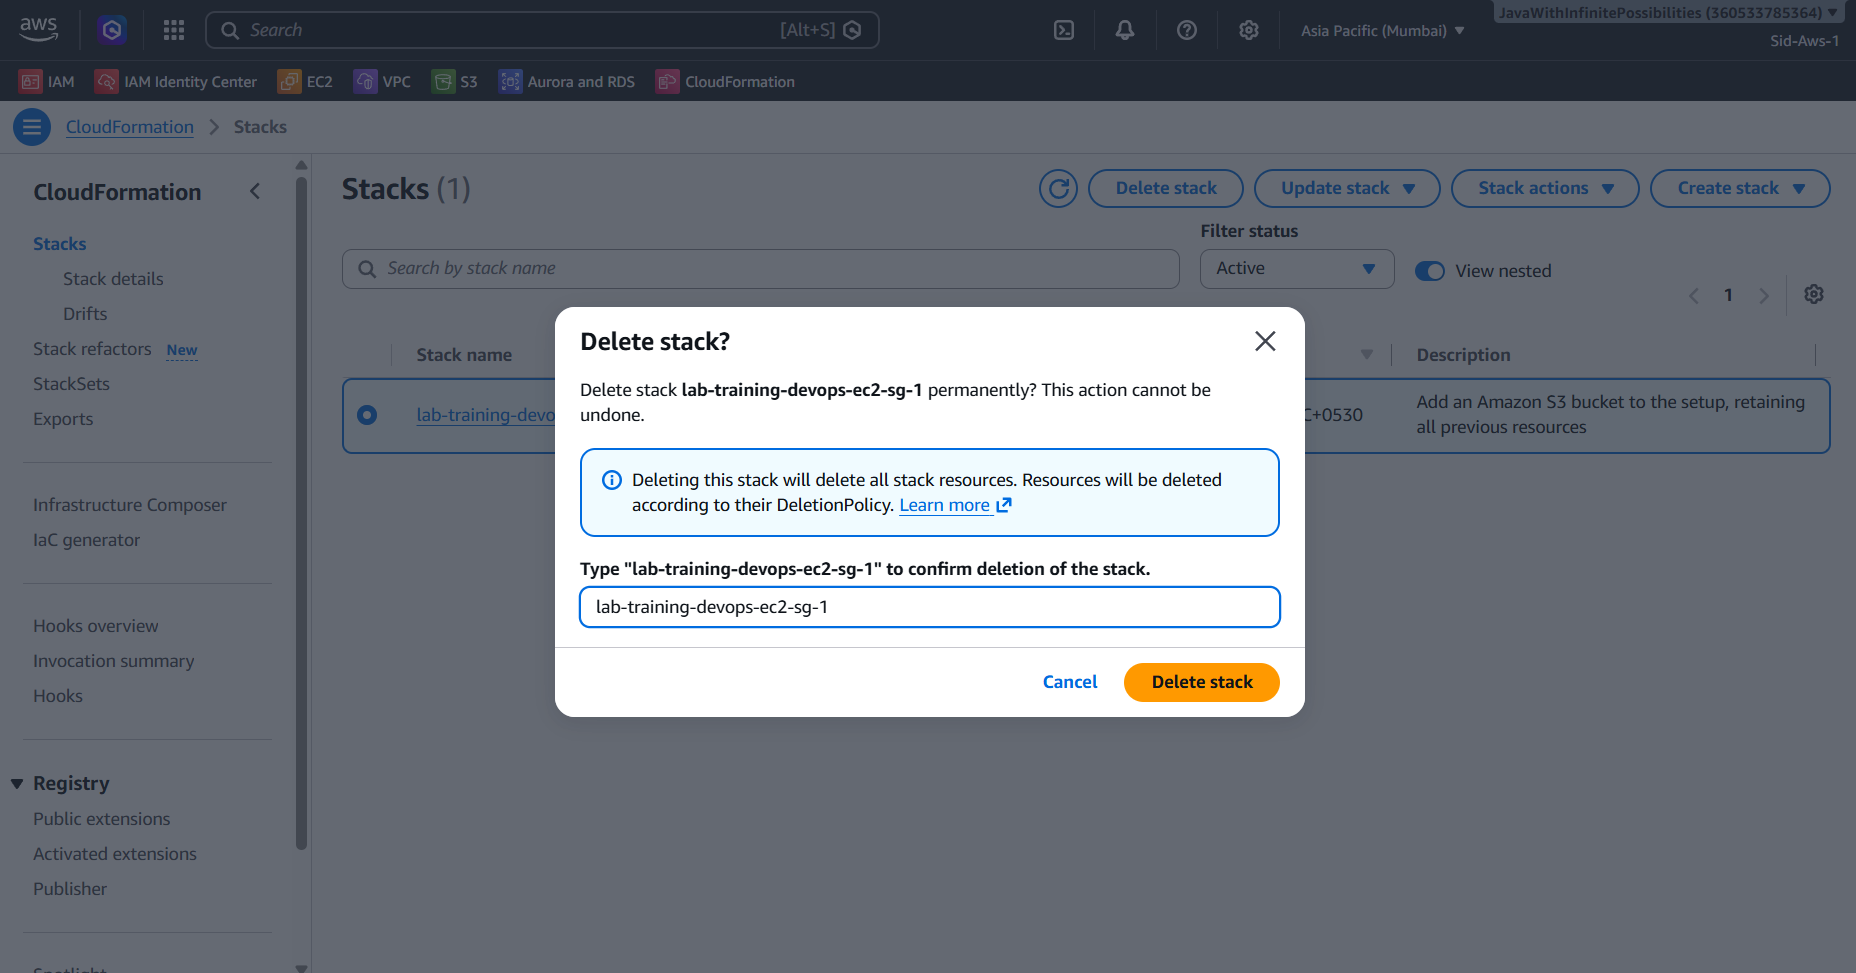 aws
Search
[Alt+S]
Asia Pacific (Mumbai)
JavaWithInfinitePossibilities (360533785364)
Sid-Aws-1
IAM
IAM Identity Center
EC2
VPC
S3
Aurora and RDS
CloudFormation
CloudFormation
Stacks
CloudFormation
Stacks
Stack details
Drifts
Stack refactors New
StackSets
Exports
Infrastructure Composer
IaC generator
Hooks overview
Invocation summary
Hooks
Registry
Public extensions
Activated extensions
Publisher
Spotlight
Stacks (1)
Delete stack
Update stack
Stack actions
Create stack
Search by stack name
Filter status
Active
View nested
1
Stack name
Description
lab-training-devo
C+0530
Add an Amazon S3 bucket to the setup, retaining
all previous resources
Delete stack?
Delete stack lab-training-devops-ec2-sg-1 permanently? This action cannot be
undone.
Deleting this stack will delete all stack resources. Resources will be deleted
according to their DeletionPolicy. Learn more
Type "lab-training-devops-ec2-sg-1" to confirm deletion of the stack.
lab-training-devops-ec2-sg-1
Cancel
Delete stack